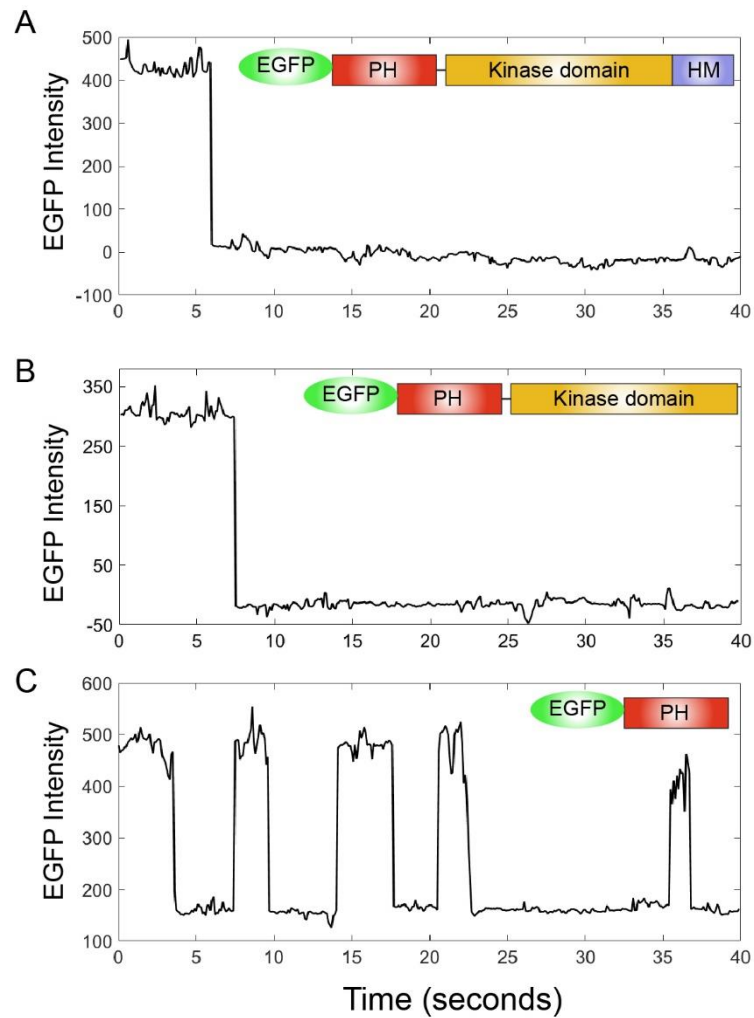 A
500
400
300
200
100
0
-100
EGFP Intensity
EGFP PH Kinase domain HM
0 5 10 15 20 25 30 35 40
B
350
250
150
50
-50
EGFP Intensity
EGFP PH Kinase domain
0 5 10 15 20 25 30 35 40
C
600
500
400
300
200
100
EGFP Intensity
EGFP PH
0 5 10 15 20 25 30 35 40
Time (seconds)